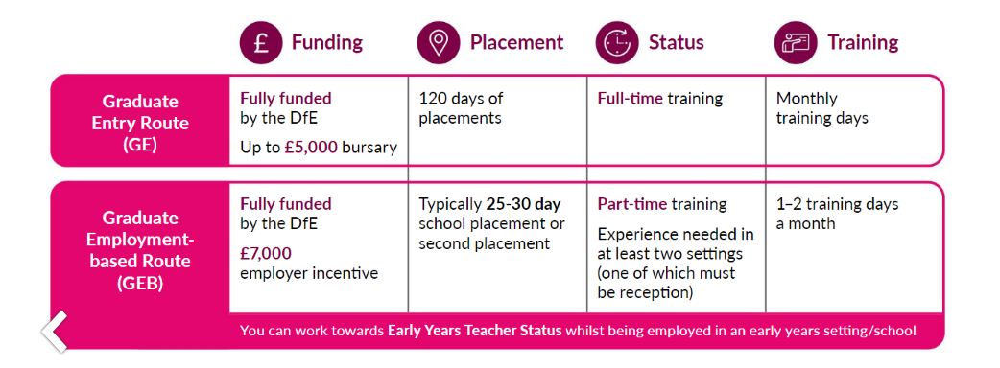 £ Funding
Placement
Status
Training
Graduate
Entry Route
(GE)
Fully funded
by the DfE
Up to £5,000 bursary
120 days of
placements
Full-time training
Monthly
training days
Graduate
Employment-
based Route
(GEB)
Fully funded
by the DfE
£7,000
employer incentive
Typically 25-30 day
school placement or
second placement
Part-time training
Experience needed in
at least two settings
(one of which must
be reception)
1–2 training days
a month
You can work towards Early Years Teacher Status whilst being employed in an early years setting/school